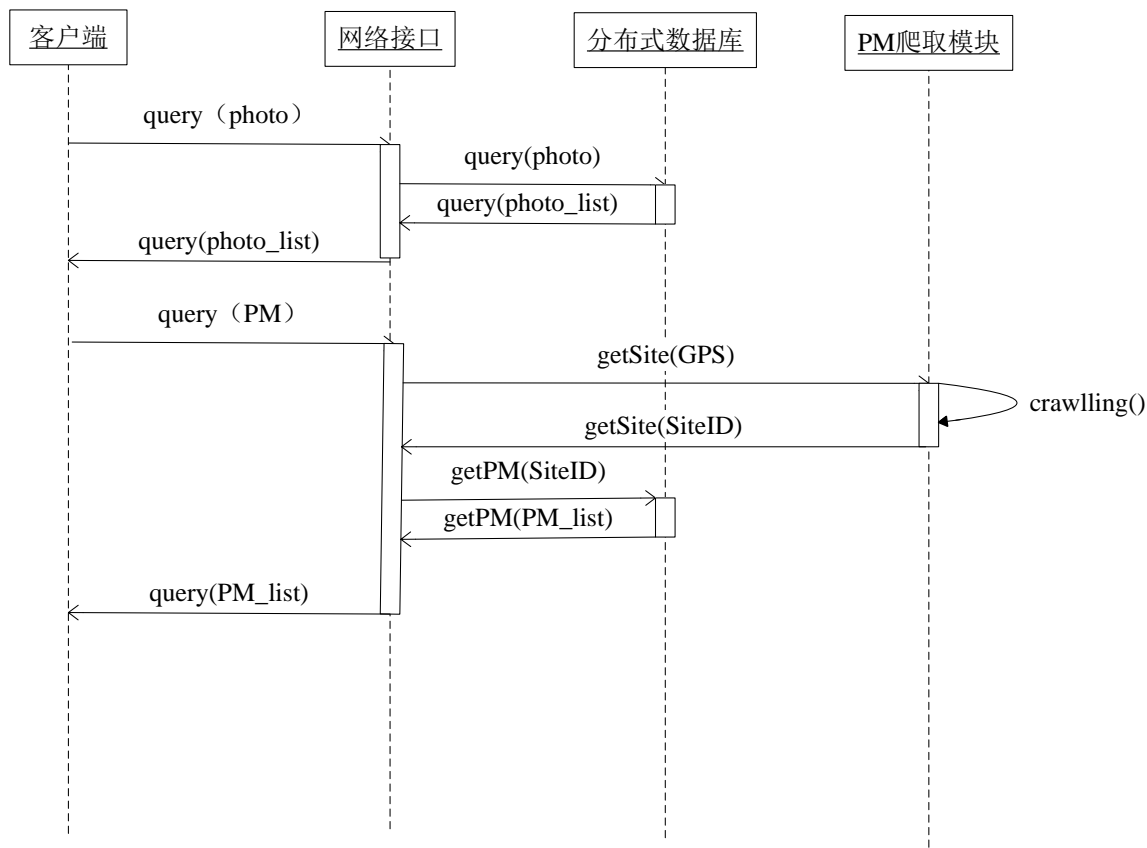 客户端
网络接口
分布式数据库
PM爬取模块
query（photo）
query(photo)
query(photo_list)
query(photo_list)
query（PM）
getSite(GPS)
crawlling()
getSite(SiteID)
getPM(SiteID)
getPM(PM_list)
query(PM_list)